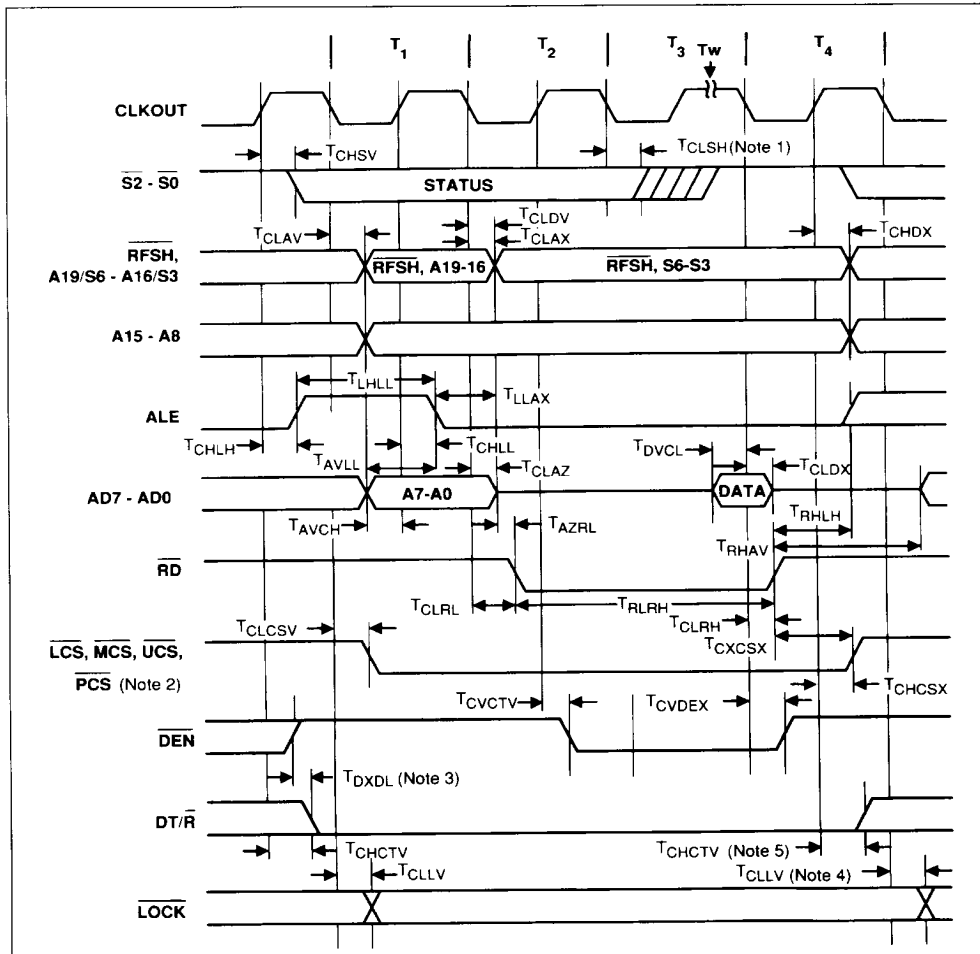 T1 T2 T3 Tw T4
CLKOUT
TCHSV
TCLSH (Note 1)
S2 - S0
STATUS
TCLDV
TCLAV
TCLAX
TCHDX
RFSH,
A19/S6 - A16/S3
RFSH, A19-16
RFSH, S6-S3
A15 - A8
TLHLL
TLLAX
ALE
TCHLH
TCHLL
TAVLL
TDVCL
TCLAZ
TCLDX
AD7 - AD0
A7-A0
DATA
TRHLH
TAVCH
TAZRL
TRHAV
RD
TCLRL
TRLRH
TCLCSV
TCLRH
LCS, MCS, UCS,
TCXCSX
PCS (Note 2)
TCHCSX
TCVCTV
TCVDEX
DEN
TDXDL (Note 3)
DT/R
TCHCTV
TCHCTV (Note 5)
TCLLV
TCLLV (Note 4)
LOCK